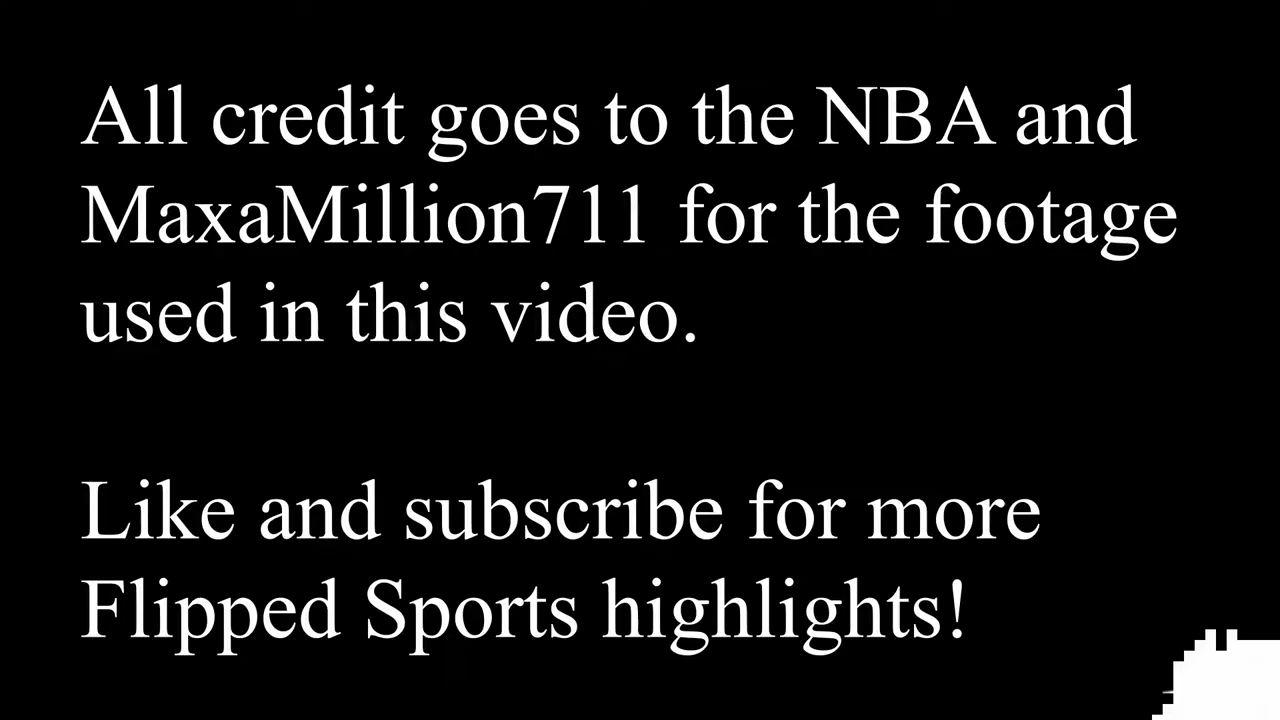 All credit goes to the NBA and
MaxaMillion711 for the footage
used in this video.
Like and subscribe for more
Flipped Sports highlights!